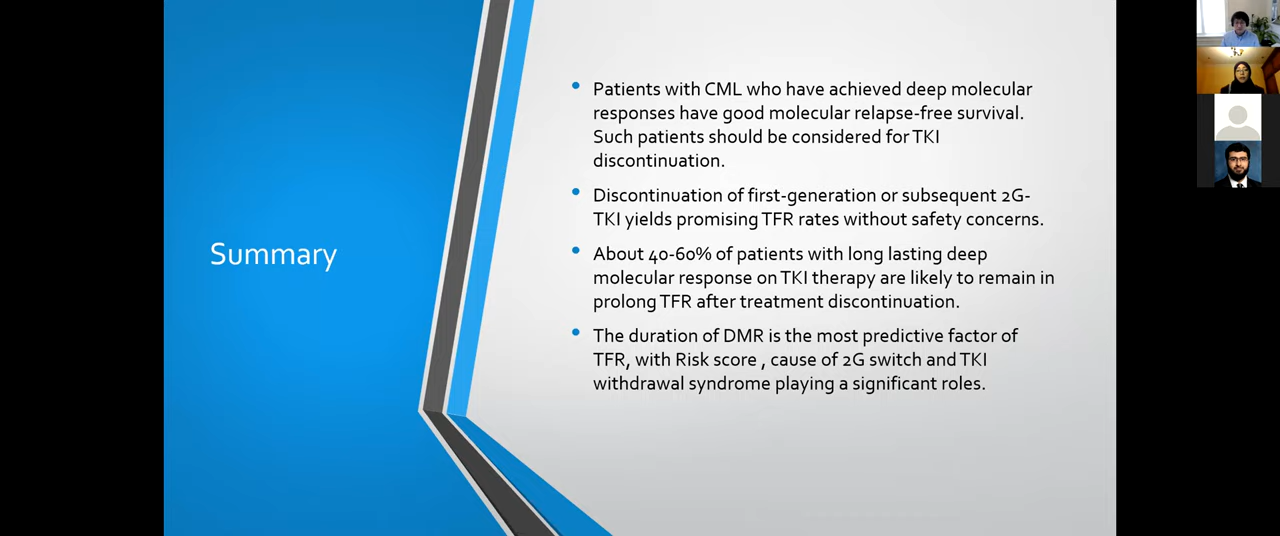 Summary
Patients with CML who have achieved deep molecular
responses have good molecular relapse-free survival.
Such patients should be considered for TKI
discontinuation.
Discontinuation of first-generation or subsequent 2G-
TKI yields promising TFR rates without safety concerns.
About 40-60% of patients with long lasting deep
molecular response on TKI therapy are likely to remain in
prolong TFR after treatment discontinuation.
The duration of DMR is the most predictive factor of
TFR, with Risk score , cause of 2G switch and TKI
withdrawal syndrome playing a significant roles.